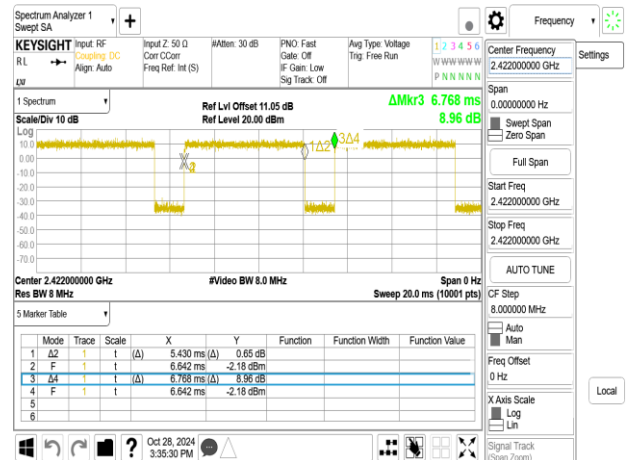 Spectrum Analyzer 1
Swept SA
Frequency
KEYSIGHT
Input: RF
Coupling: DC
Align: Auto
Input Z: 50 Ω
Corr CCorr
Freq Ref: Int (S)
#Atten: 30 dB
PNO: Fast
Gate: Off
IF Gain: Low
Sig Track: Off
Avg Type: Voltage
Trig: Free Run
1 2 3 4 5 6
W W W W W W
P N N N N N
RL
LXI
Center Frequency
2.422000000 GHz
Settings
1 Spectrum
Scale/Div 10 dB
Ref Lvl Offset 11.05 dB
Ref Level 20.00 dBm
ΔMkr3 6.768 ms
8.96 dB
Span
0.00000000 Hz
Swept Span
Zero Span
Log
10.0
0.00
-10.0
-20.0
-30.0
-40.0
-50.0
-60.0
-70.0
1Δ2
3Δ4
Full Span
Start Freq
2.422000000 GHz
Stop Freq
2.422000000 GHz
AUTO TUNE
Center 2.422000000 GHz
Res BW 8 MHz
#Video BW 8.0 MHz
Span 0 Hz
Sweep 20.0 ms (10001 pts)
CF Step
8.000000 MHz
Auto
Man
5 Marker Table
Mode Trace Scale X Y Function Function Width Function Value
1 Δ2 1 t (Δ) 5.430 ms (Δ) 0.65 dB
2 F 1 t 6.642 ms -2.18 dBm
3 Δ4 1 t (Δ) 6.768 ms (Δ) 8.96 dB
4 F 1 t 6.642 ms -2.18 dBm
5
6
Freq Offset
0 Hz
X Axis Scale
Log
Lin
Local
Signal Track
(Span Zoom)
?
Oct 28, 2024
3:35:30 PM